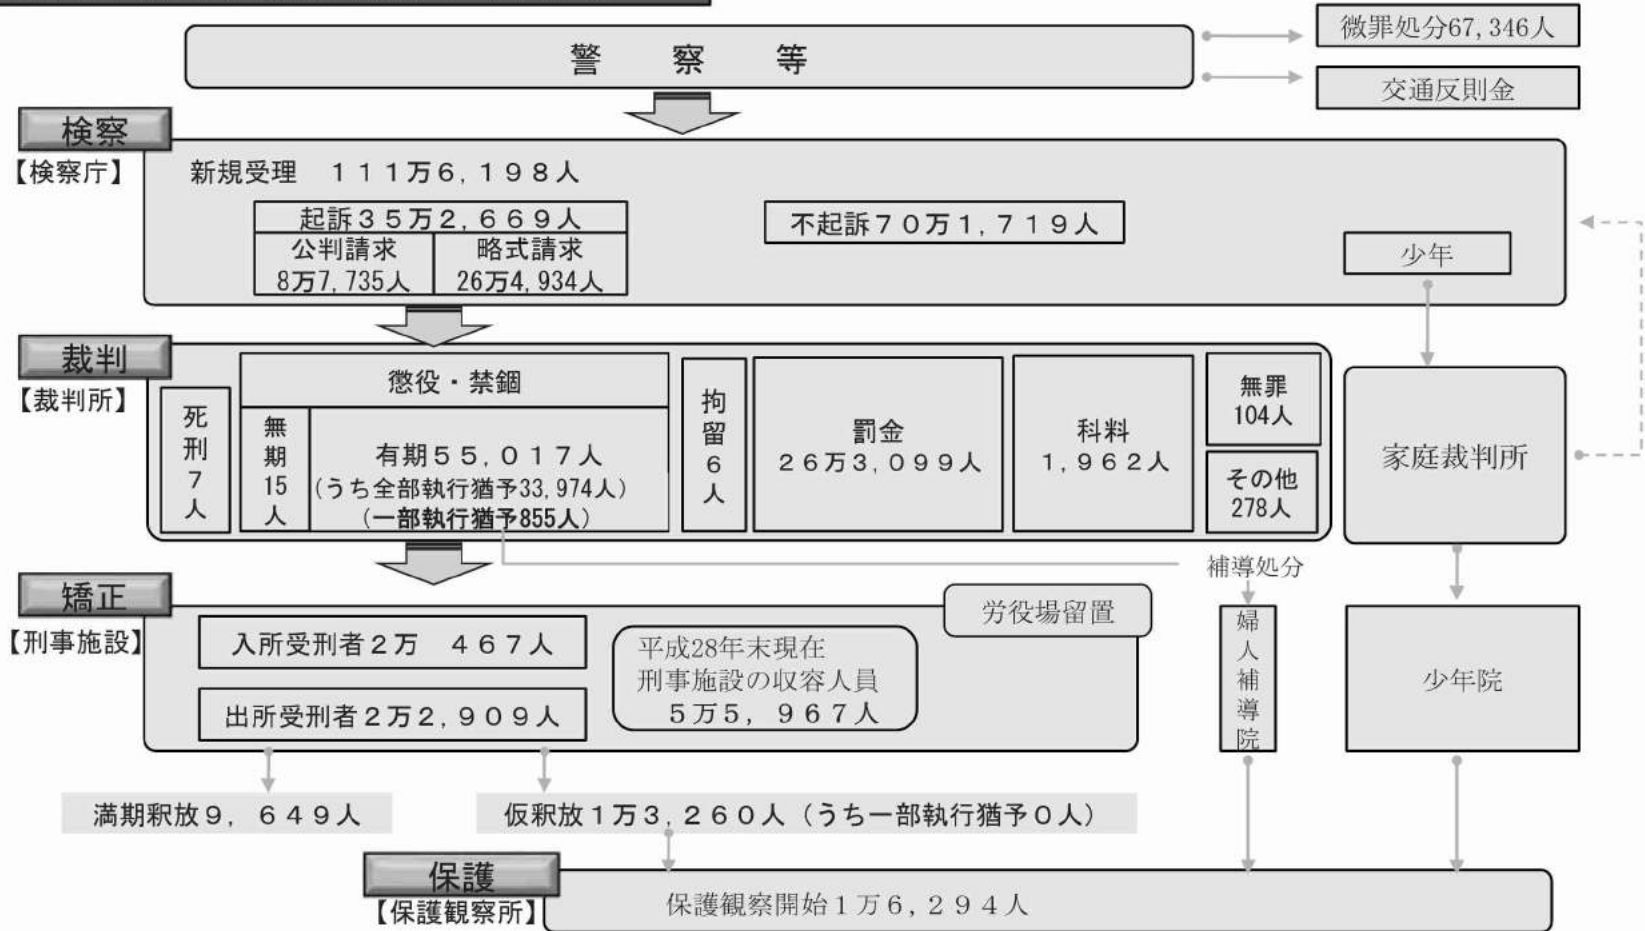 警 察 等
微罪処分67,346人
交通反則金
検察
【検察庁】
新規受理 111万6,198人
起訴35万2,669人
公判請求
8万7,735人
略式請求
26万4,934人
不起訴70万1,719人
少年
裁判
【裁判所】
死刑7人
懲役・禁錮
無期15人
有期55,017人
(うち全部執行猶予33,974人)
(一部執行猶予855人)
拘留6人
罰金
26万3,099人
科料
1,962人
無罪
104人
その他
278人
家庭裁判所
補導処分
矯正
【刑事施設】
労役場留置
入所受刑者2万 467人
出所受刑者2万2,909人
平成28年末現在
刑事施設の収容人員
5万5,967人
婦人補導院
少年院
満期釈放9,649人
仮釈放1万3,260人(うち一部執行猶予0人)
保護
【保護観察所】
保護観察開始1万6,294人